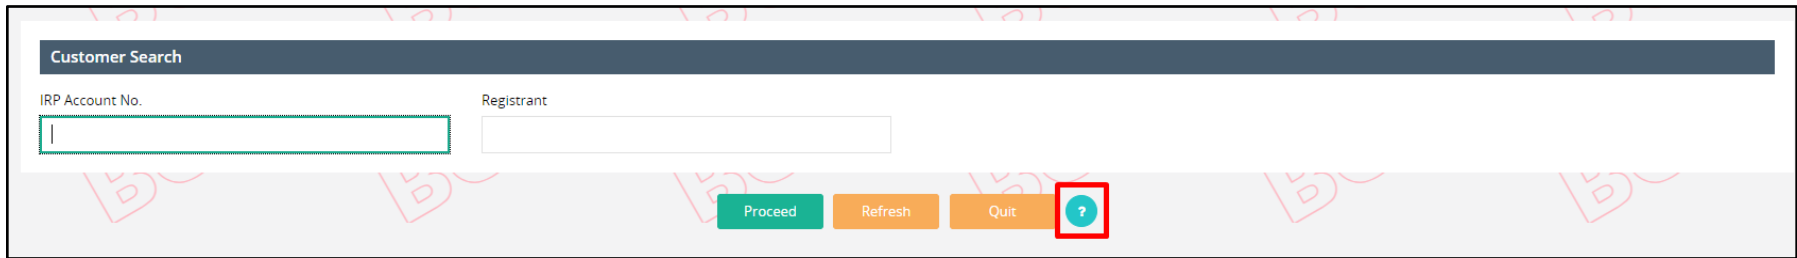 Customer Search
IRP Account No. Registrant
Proceed Refresh Quit ?